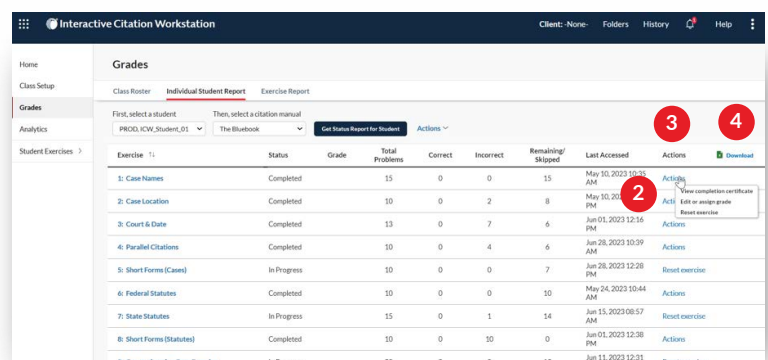 Interactive Citation Workstation
Client: -None- Folders History Help
Home
Class Setup
Grades
Analytics
Student Exercises >
Grades
Class Roster Individual Student Report Exercise Report
First, select a student Then, select a citation manual
PROD, ICW_Student_01 The Bluebook Get Status Report for Student Actions
3 4
Exercise ↑↓ Status Grade Total Problems Correct Incorrect Remaining/Skipped Last Accessed Actions Download
1: Case Names Completed 15 0 0 15 May 10, 2023 10:35 AM Actions
View completion certificate
Edit or assign grade
Reset exercise
2
2: Case Location Completed 10 0 2 8 May 10, PM
3: Court & Date Completed 13 0 7 6 Jun 01, 2023 12:16 PM Actions
4: Parallel Citations Completed 10 0 4 6 Jun 28, 2023 10:39 AM Actions
5: Short Forms (Cases) In Progress 10 0 0 7 Jun 28, 2023 12:28 PM Reset exercise
6: Federal Statutes Completed 10 0 0 10 May 24, 2023 10:44 AM Actions
7: State Statutes In Progress 15 0 1 14 Jun 15, 2023 08:57 AM Reset exercise
8: Short Forms (Statutes) Completed 10 0 10 0 Jun 01, 2023 12:38 PM Actions
Jun 11, 2023 12:31